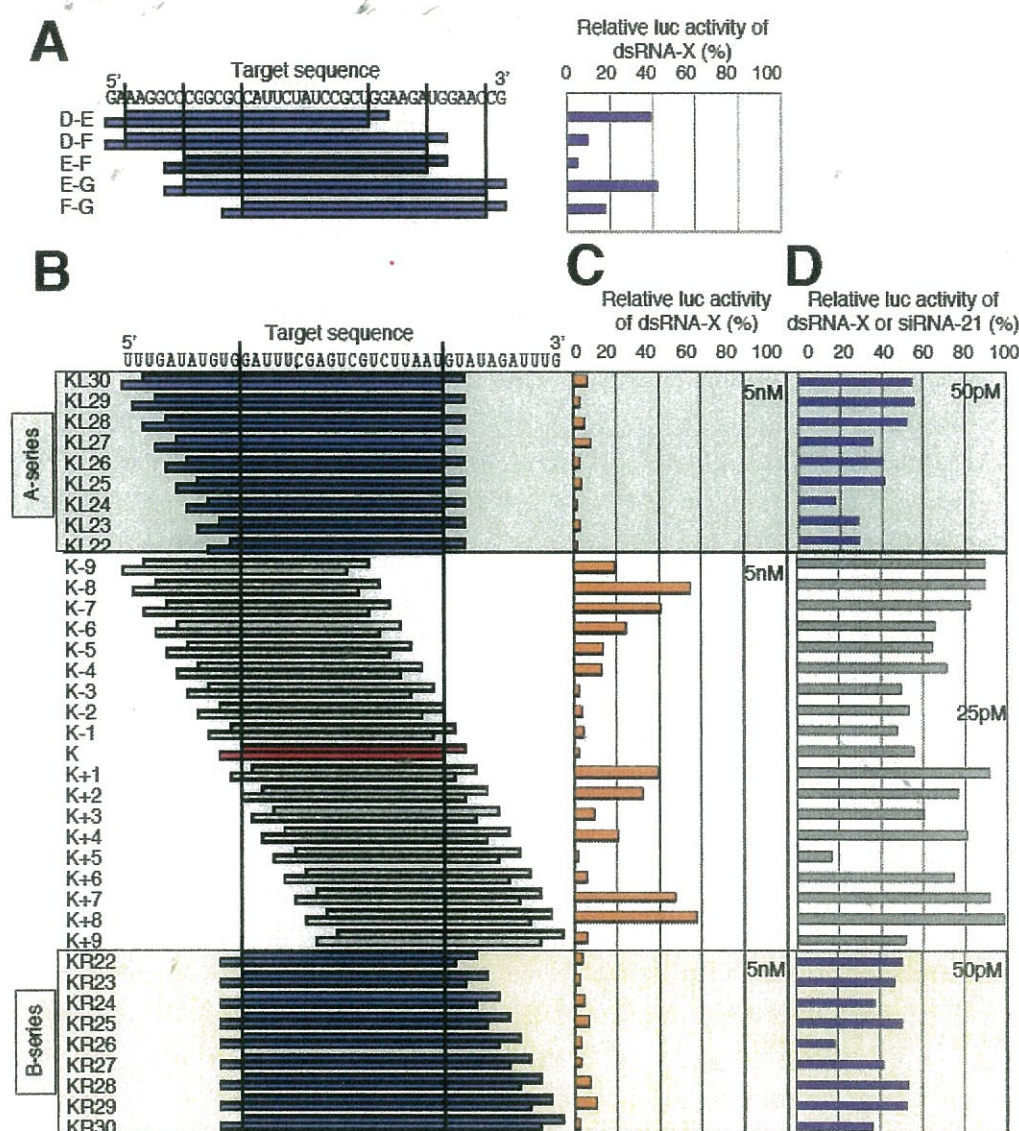 A
Relative luc activity of
dsRNA-X (%)
Target sequence
5' 3'
0 20 40 60 80 100
GAAAGGCCCGGCGCCAUUCUAUCCGCUGGAAGAUGGAACCG
D-E
D-F
E-F
E-G
F-G
B
C
D
Relative luc activity
of dsRNA-X (%)
Relative luc activity of
dsRNA-X or siRNA-21 (%)
Target sequence
5' 3'
0 20 40 60 80 100
0 20 40 60 80 100
UUUGAUAUGUGGAUUUCGAGUCGUCUUAAUGUAUAGAUUUG
A-series
KL30
5nM
50pM
KL29
KL28
KL27
KL26
KL25
KL24
KL23
KL22
K-9
5nM
K-8
K-7
K-6
K-5
K-4
K-3
K-2
25pM
K-1
K
K+1
K+2
K+3
K+4
K+5
K+6
K+7
K+8
K+9
B-series
KR22
5nM
50pM
KR23
KR24
KR25
KR26
KR27
KR28
KR29
KR30